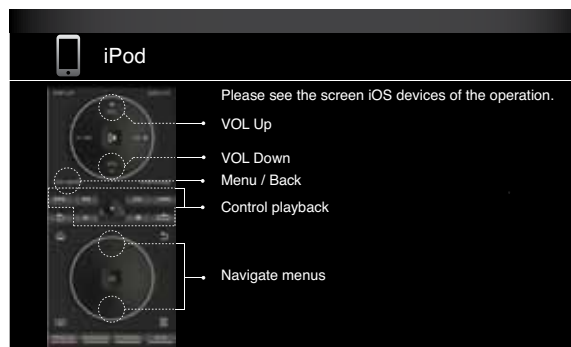 iPod
Please see the screen iOS devices of the operation.
VOL Up
VOL Down
Menu / Back
Control playback
Navigate menus